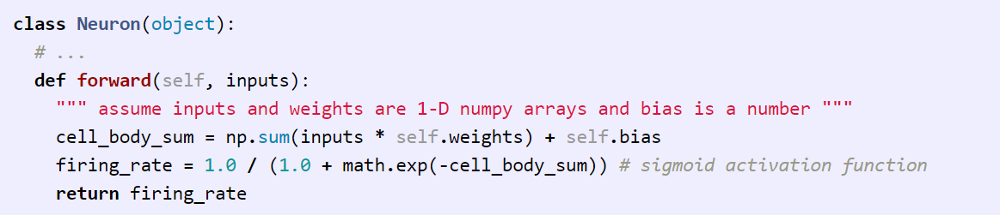 class Neuron(object):
  # ...
  def forward(self, inputs):
    """ assume inputs and weights are 1-D numpy arrays and bias is a number """
    cell_body_sum = np.sum(inputs * self.weights) + self.bias
    firing_rate = 1.0 / (1.0 + math.exp(-cell_body_sum)) # sigmoid activation function
    return firing_rate